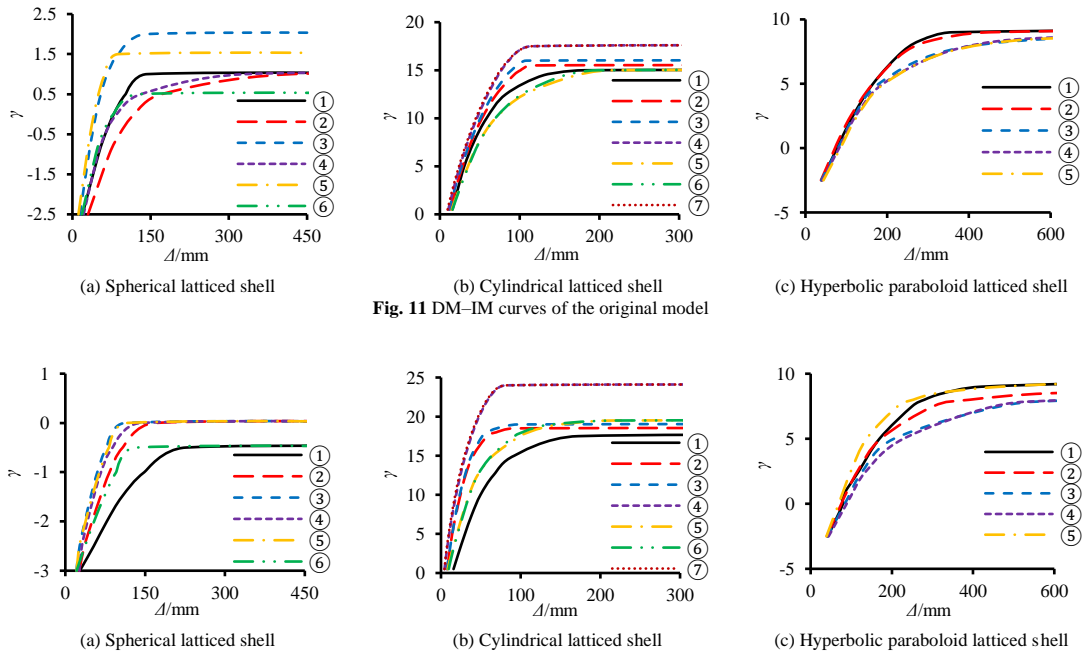 2.5
1.5
0.5
-0.5
-1.5
-2.5
γ
0 150 300 450
Δ/mm
①
②
③
④
⑤
⑥
(a) Spherical latticed shell
20
15
10
5
0
γ
0 100 200 300
Δ/mm
①
②
③
④
⑤
⑥
⑦
(b) Cylindrical latticed shell
10
5
0
-5
γ
0 200 400 600
Δ/mm
①
②
③
④
⑤
(c) Hyperbolic paraboloid latticed shell
Fig. 11 DM–IM curves of the original model
1
0
-1
-2
-3
γ
0 150 300 450
Δ/mm
①
②
③
④
⑤
⑥
(a) Spherical latticed shell
25
20
15
10
5
0
γ
0 100 200 300
Δ/mm
①
②
③
④
⑤
⑥
⑦
(b) Cylindrical latticed shell
10
5
0
-5
γ
0 200 400 600
Δ/mm
①
②
③
④
⑤
(c) Hyperbolic paraboloid latticed shell